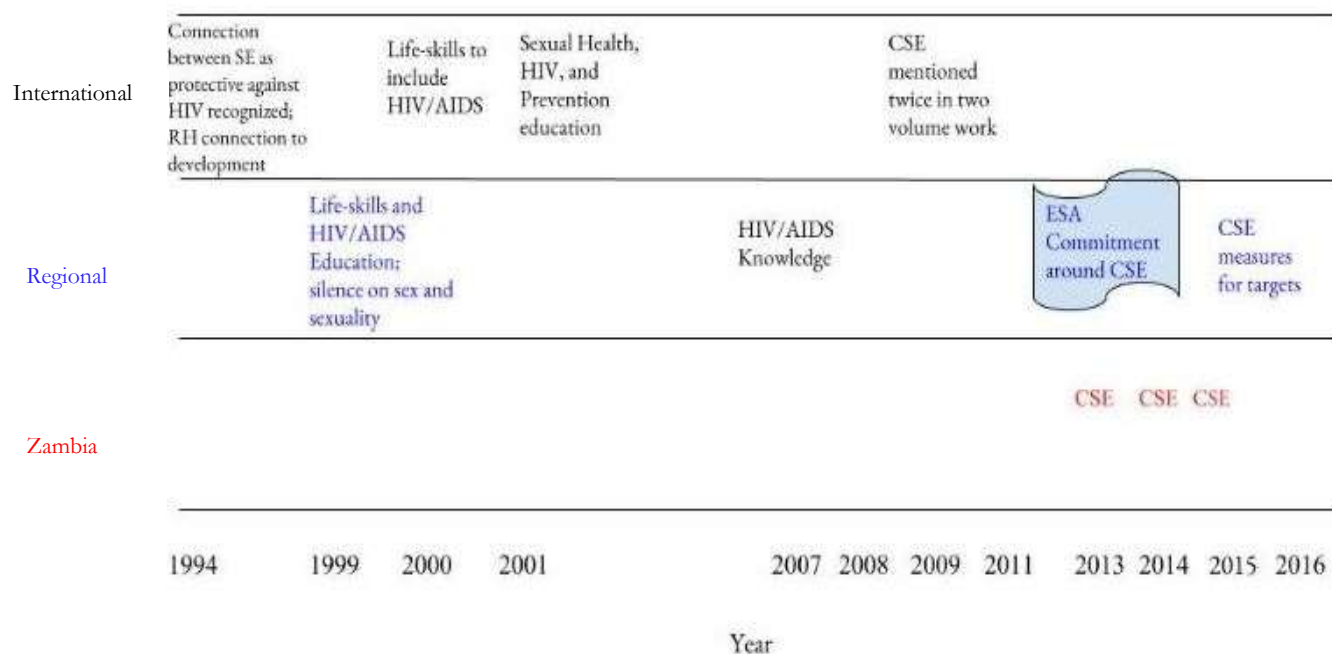 International
Connection
between SE as
protective against
HIV recognized;
RH connection to
development
Life-skills to
include
HIV/AIDS
Sexual Health,
HIV, and
Prevention
education
CSE
mentioned
twice in two
volume work
Regional
Life-skills and
HIV/AIDS
Education;
silence on sex and
sexuality
HIV/AIDS
Knowledge
ESA
Commitment
around CSE
CSE
measures
for targets
Zambia
CSE CSE CSE
1994 1999 2000 2001 2007 2008 2009 2011 2013 2014 2015 2016
Year